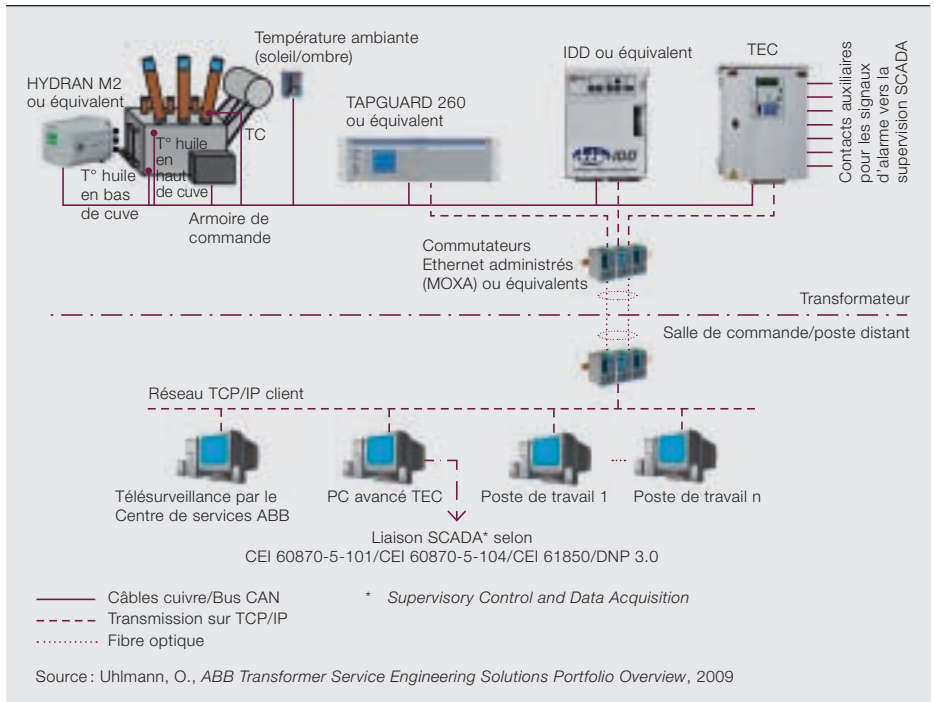 Température ambiante
(soleil/ombre)
IDD ou équivalent
TEC
HYDRAN M2
ou équivalent
TAPGUARD 260
ou équivalent
TC
T° huile
en
haut
de cuve
T° huile
en bas
de cuve
Armoire de
commande
IDD
Contacts auxiliaires
pour les signaux
d'alarme vers la
supervision SCADA
Commutateurs
Ethernet administrés
(MOXA) ou équivalents
Transformateur
Salle de commande/poste distant
Réseau TCP/IP client
Télésurveillance par le
Centre de services ABB
PC avancé TEC
Poste de travail 1
Poste de travail n
Liaison SCADA* selon
CEI 60870-5-101/CEI 60870-5-104/CEI 61850/DNP 3.0
Câbles cuivre/Bus CAN
* Supervisory Control and Data Acquisition
Transmission sur TCP/IP
Fibre optique
Source : Uhlmann, O., ABB Transformer Service Engineering Solutions Portfolio Overview, 2009